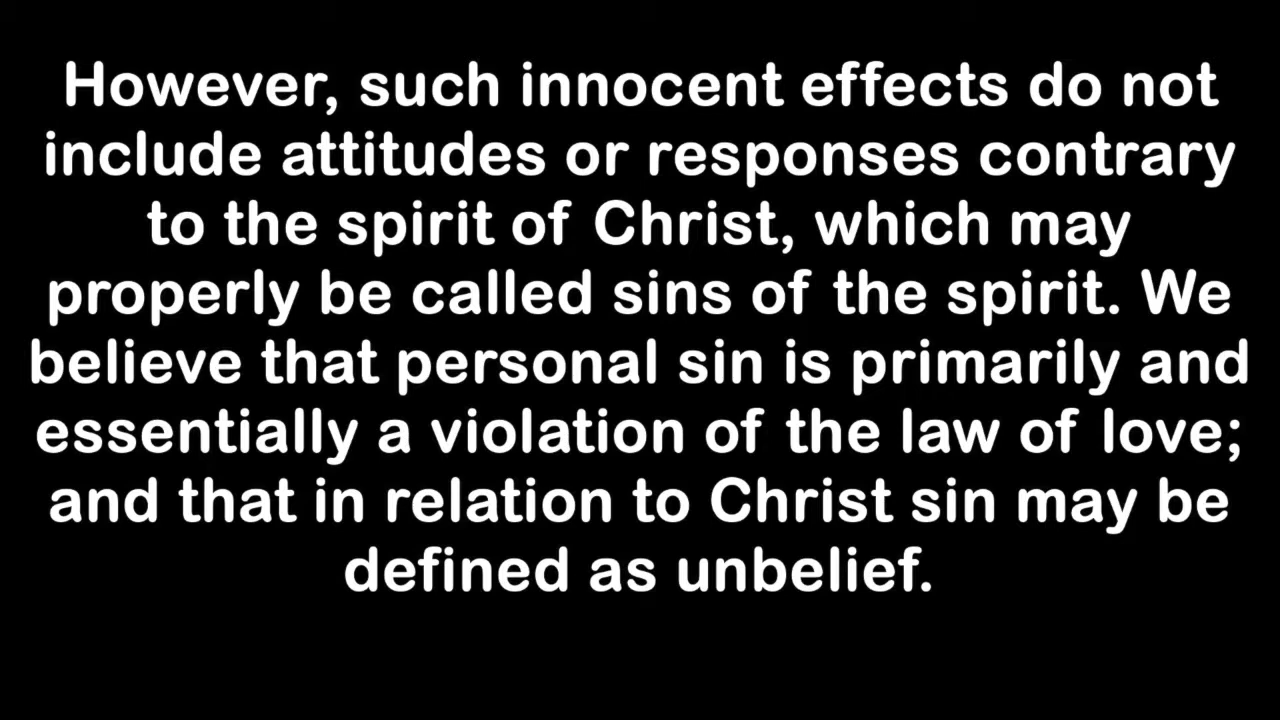 However, such innocent effects do not
include attitudes or responses contrary
to the spirit of Christ, which may
properly be called sins of the spirit. We
believe that personal sin is primarily and
essentially a violation of the law of love;
and that in relation to Christ sin may be
defined as unbelief.